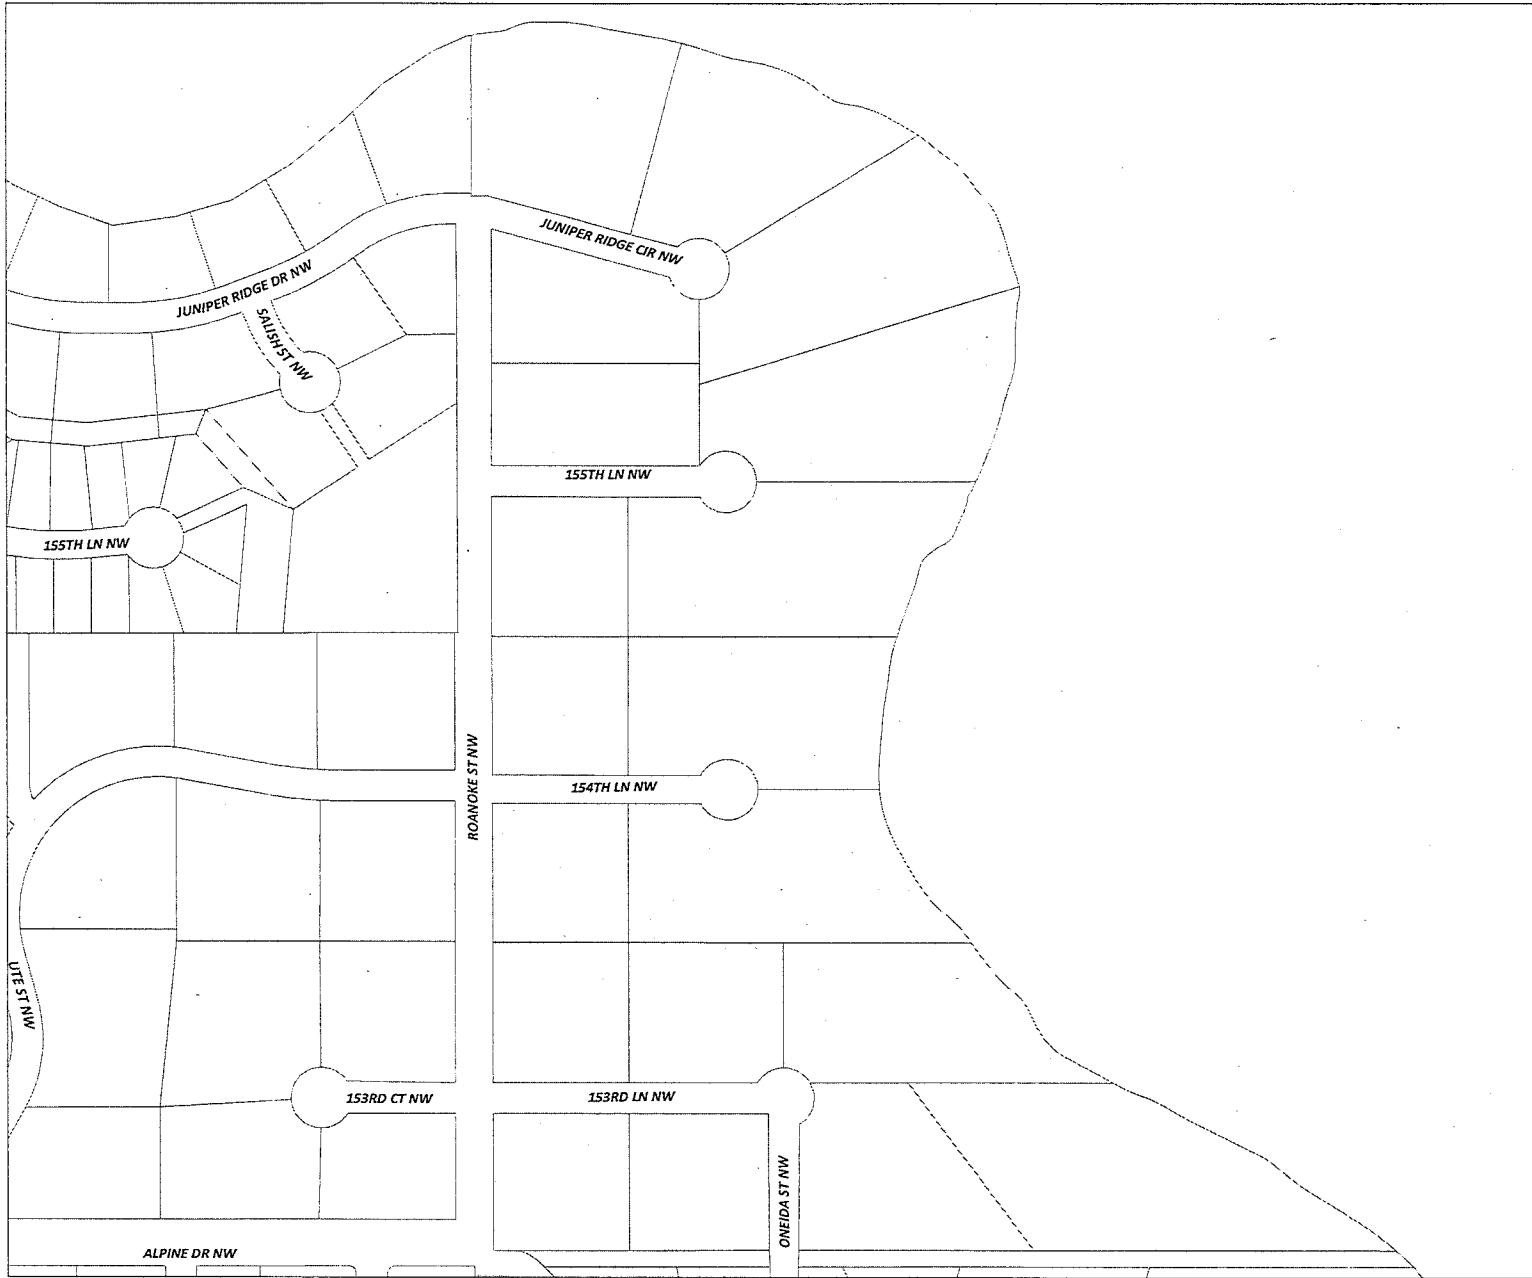 JUNIPER RIDGE CIR NW
JUNIPER RIDGE DR NW
SALISH ST NW
155TH LN NW
155TH LN NW
ROANOKE ST NW
154TH LN NW
UTE ST NW
153RD CT NW
153RD LN NW
ONEIDA ST NW
ALPINE DR NW